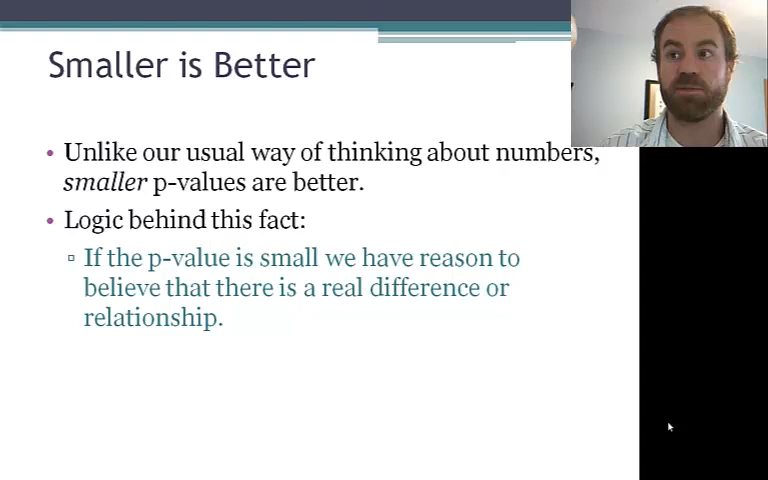 Smaller is Better
• Unlike our usual way of thinking about numbers,
smaller p-values are better.
• Logic behind this fact:
▫ If the p-value is small we have reason to
believe that there is a real difference or
relationship.